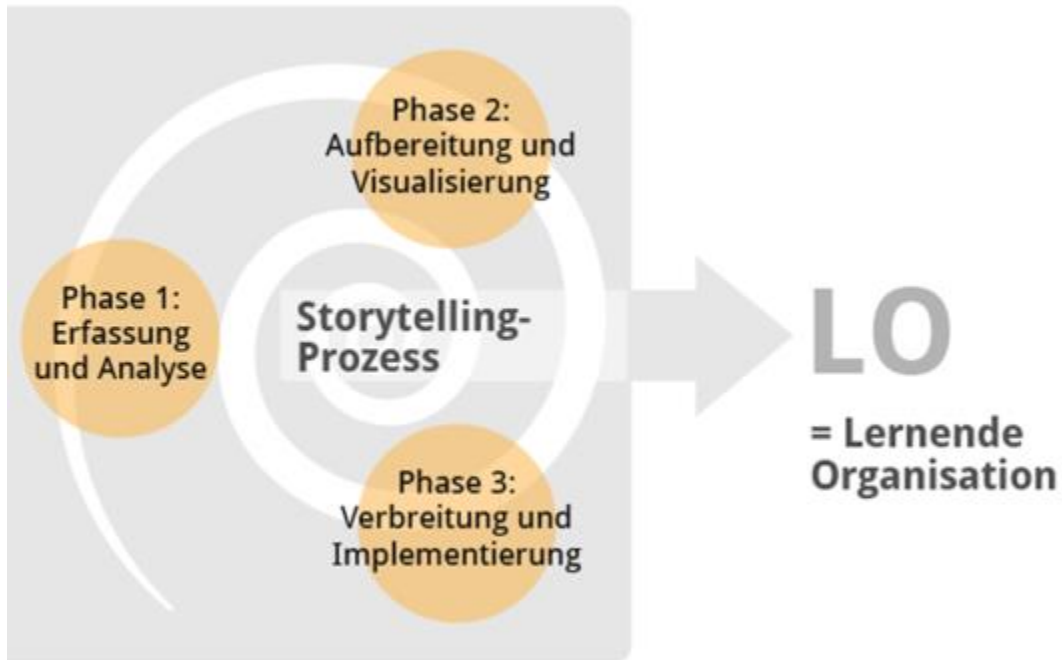 Phase 1:
Erfassung
und Analyse
Phase 2:
Aufbereitung und
Visualisierung
Phase 3:
Verbreitung und
Implementierung
Storytelling-
Prozess
LO
= Lernende
Organisation